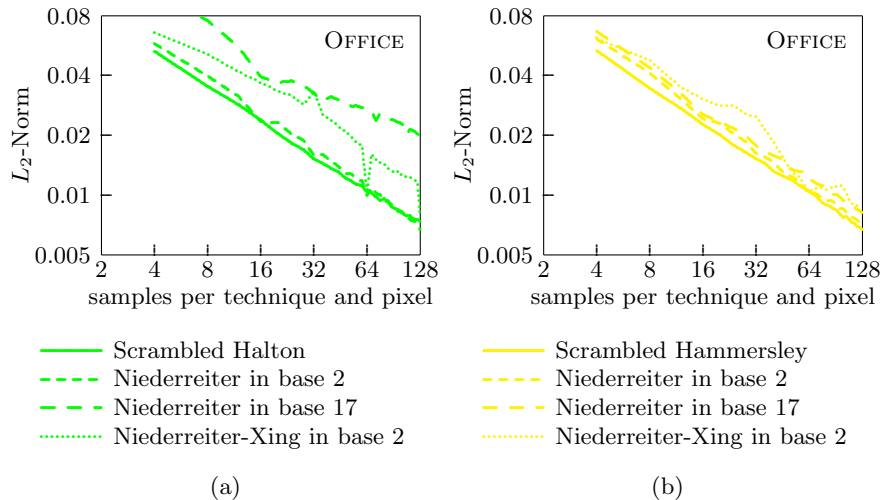 0.08
0.04
0.02
0.01
0.005
L2-Norm
OFFICE
2 4 8 16 32 64 128
samples per technique and pixel
Scrambled Halton
Niederreiter in base 2
Niederreiter in base 17
Niederreiter-Xing in base 2
(a)
0.08
0.04
0.02
0.01
0.005
L2-Norm
OFFICE
2 4 8 16 32 64 128
samples per technique and pixel
Scrambled Hammersley
Niederreiter in base 2
Niederreiter in base 17
Niederreiter-Xing in base 2
(b)